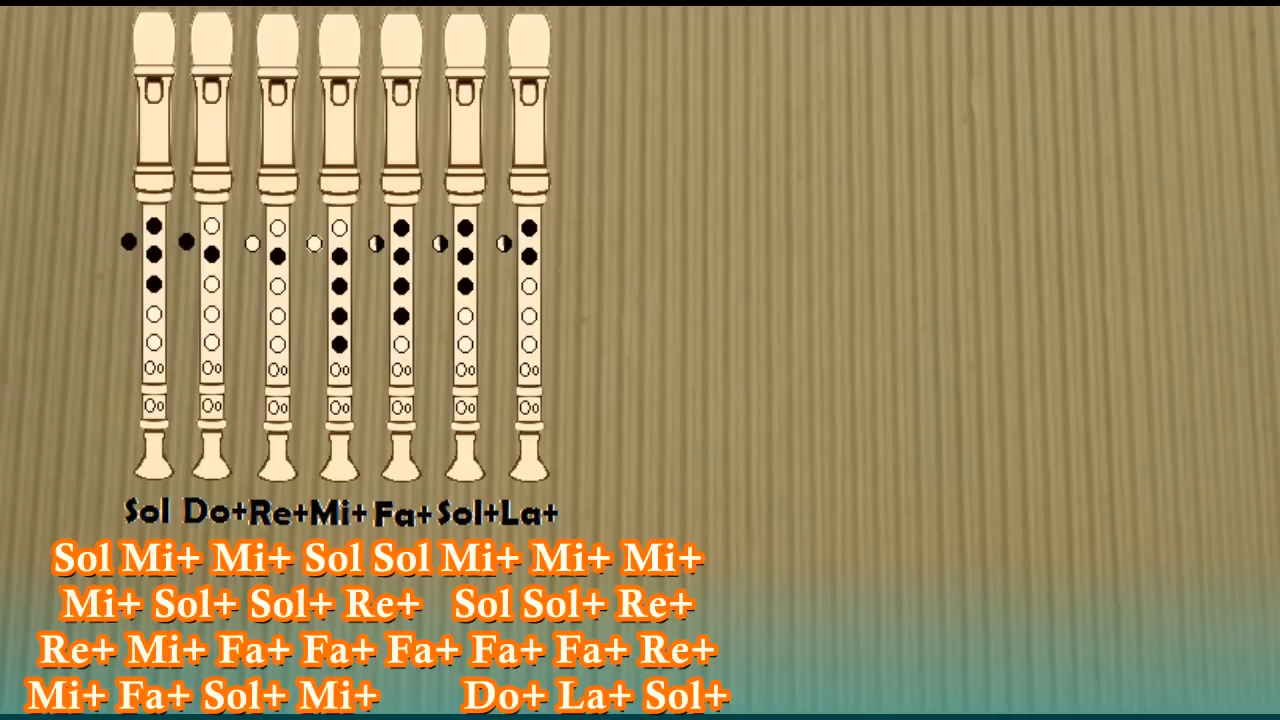 Sol Do+ Re+ Mi+ Fa+ Sol+ La+
Sol Mi+ Mi+ Sol Sol Mi+ Mi+ Mi+
Mi+ Sol+ Sol+ Re+ Sol Sol+ Re+
Re+ Mi+ Fa+ Fa+ Fa+ Fa+ Fa+ Re+
Mi+ Fa+ Sol+ Mi+ Do+ La+ Sol+